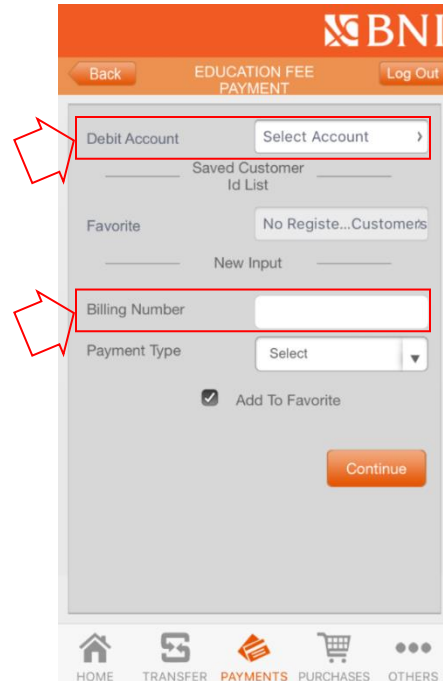 BNI
Back
EDUCATION FEE
PAYMENT
Log Out
Debit Account
Select Account
Saved Customer
Id List
Favorite
No Registe...Customers
New Input
Billing Number
Payment Type
Select
Add To Favorite
Continue
HOME TRANSFER PAYMENTS PURCHASES OTHERS